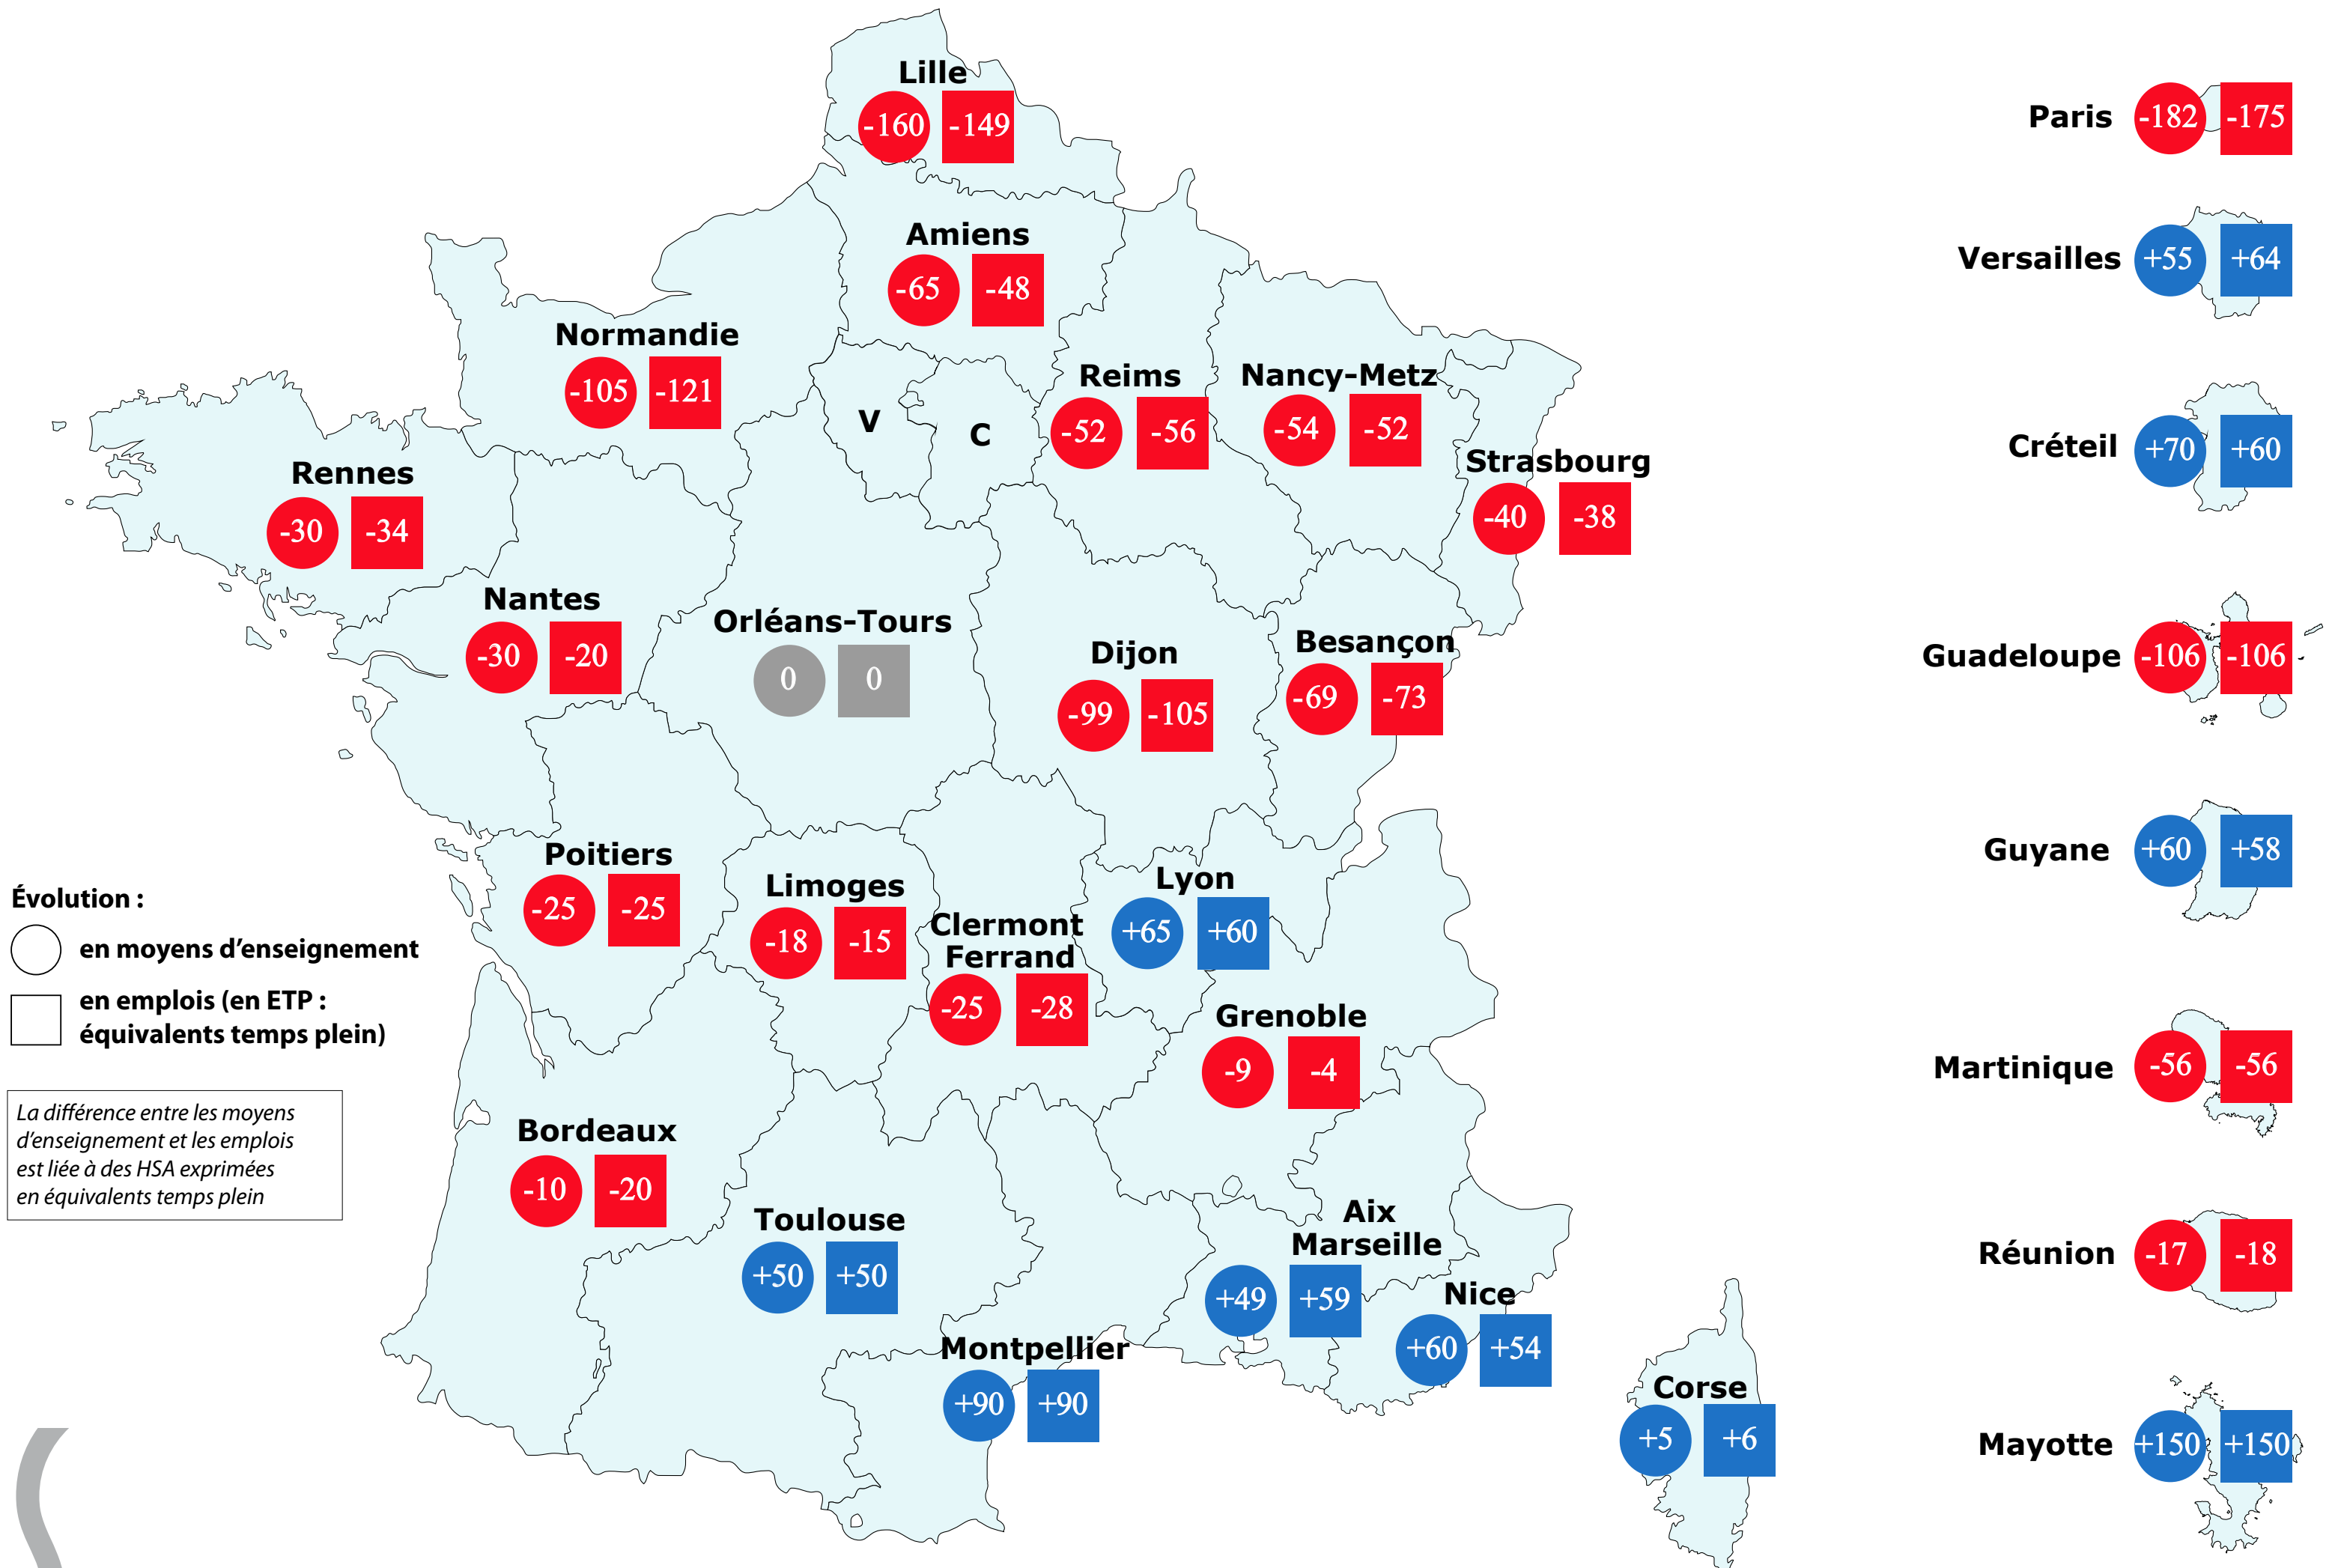 Lille
-160 -149
Amiens
-65 -48
Normandie
-105 -121
Reims
-52 -56
Nancy-Metz
-54 -52
V
C
Strasbourg
-40 -38
Rennes
-30 -34
Nantes
-30 -20
Orléans-Tours
0 0
Dijon
-99 -105
Besançon
-69 -73
Poitiers
-25 -25
Limoges
-18 -15
Clermont
Ferrand
-25 -28
Lyon
+65 +60
Grenoble
-9 -4
Bordeaux
-10 -20
Toulouse
+50 +50
Aix
Marseille
+49 +59
Nice
+60 +54
Montpellier
+90 +90
Corse
+5 +6
Évolution :
en moyens d’enseignement
en emplois (en ETP :
équivalents temps plein)
La différence entre les moyens
d’enseignement et les emplois
est liée à des HSA exprimées
en équivalents temps plein
Paris -182 -175
Versailles +55 +64
Créteil +70 +60
Guadeloupe -106 -106
Guyane +60 +58
Martinique -56 -56
Réunion -17 -18
Mayotte +150 +150